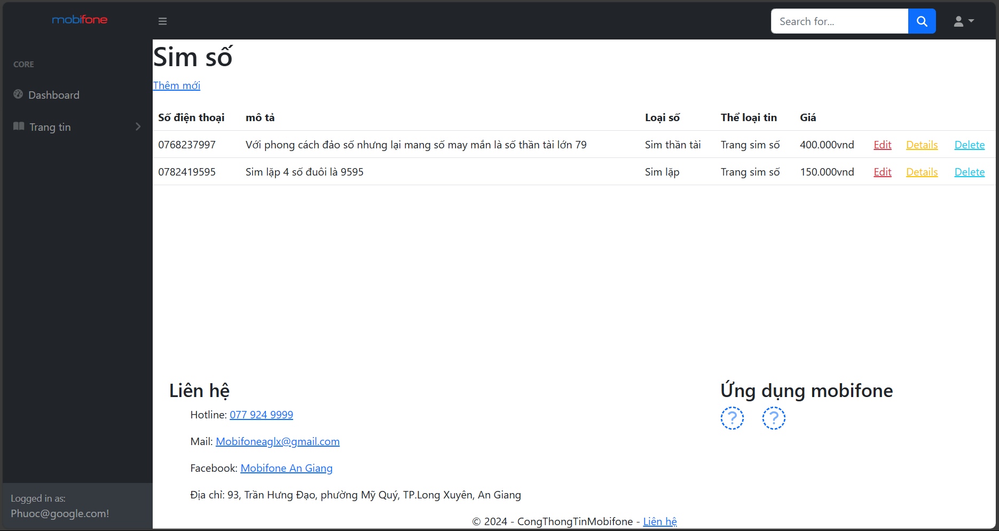 mobifone
Search for...
CORE
Dashboard
Trang tin
Sim số
Thêm mới
Số điện thoại mô tả Loại số Thể loại tin Giá
0768237997 Với phong cách đảo số nhưng lại mang số may mắn là số thần tài lớn 79 Sim thần tài Trang sim số 400.000vnd Edit Details Delete
0782419595 Sim lặp 4 số đuôi là 9595 Sim lặp Trang sim số 150.000vnd Edit Details Delete
Liên hệ
Hotline: 077 924 9999
Mail: Mobifoneaglx@gmail.com
Facebook: Mobifone An Giang
Địa chỉ: 93, Trần Hưng Đạo, phường Mỹ Quý, TP.Long Xuyên, An Giang
Ứng dụng mobifone
? ?
© 2024 - CongThongTinMobifone - Liên hệ
Logged in as:
Phuoc@google.com!